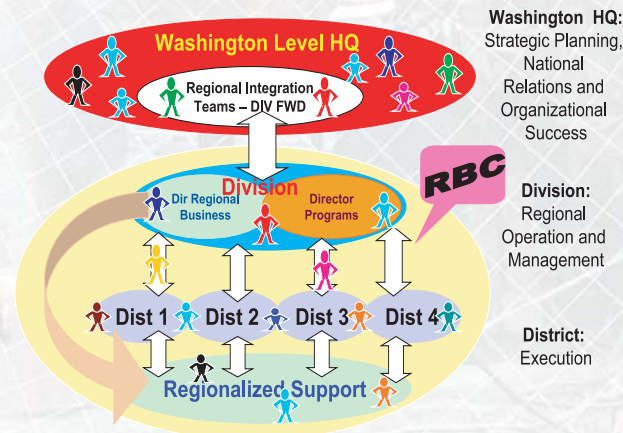 Washington Level HQ
Regional Integration
Teams – DIV FWD
Division
Dir Regional
Business
Director
Programs
RBC
Dist 1
Dist 2
Dist 3
Dist 4
Regionalized Support
Washington HQ:
Strategic Planning,
National
Relations and
Organizational
Success
Division:
Regional
Operation and
Management
District:
Execution